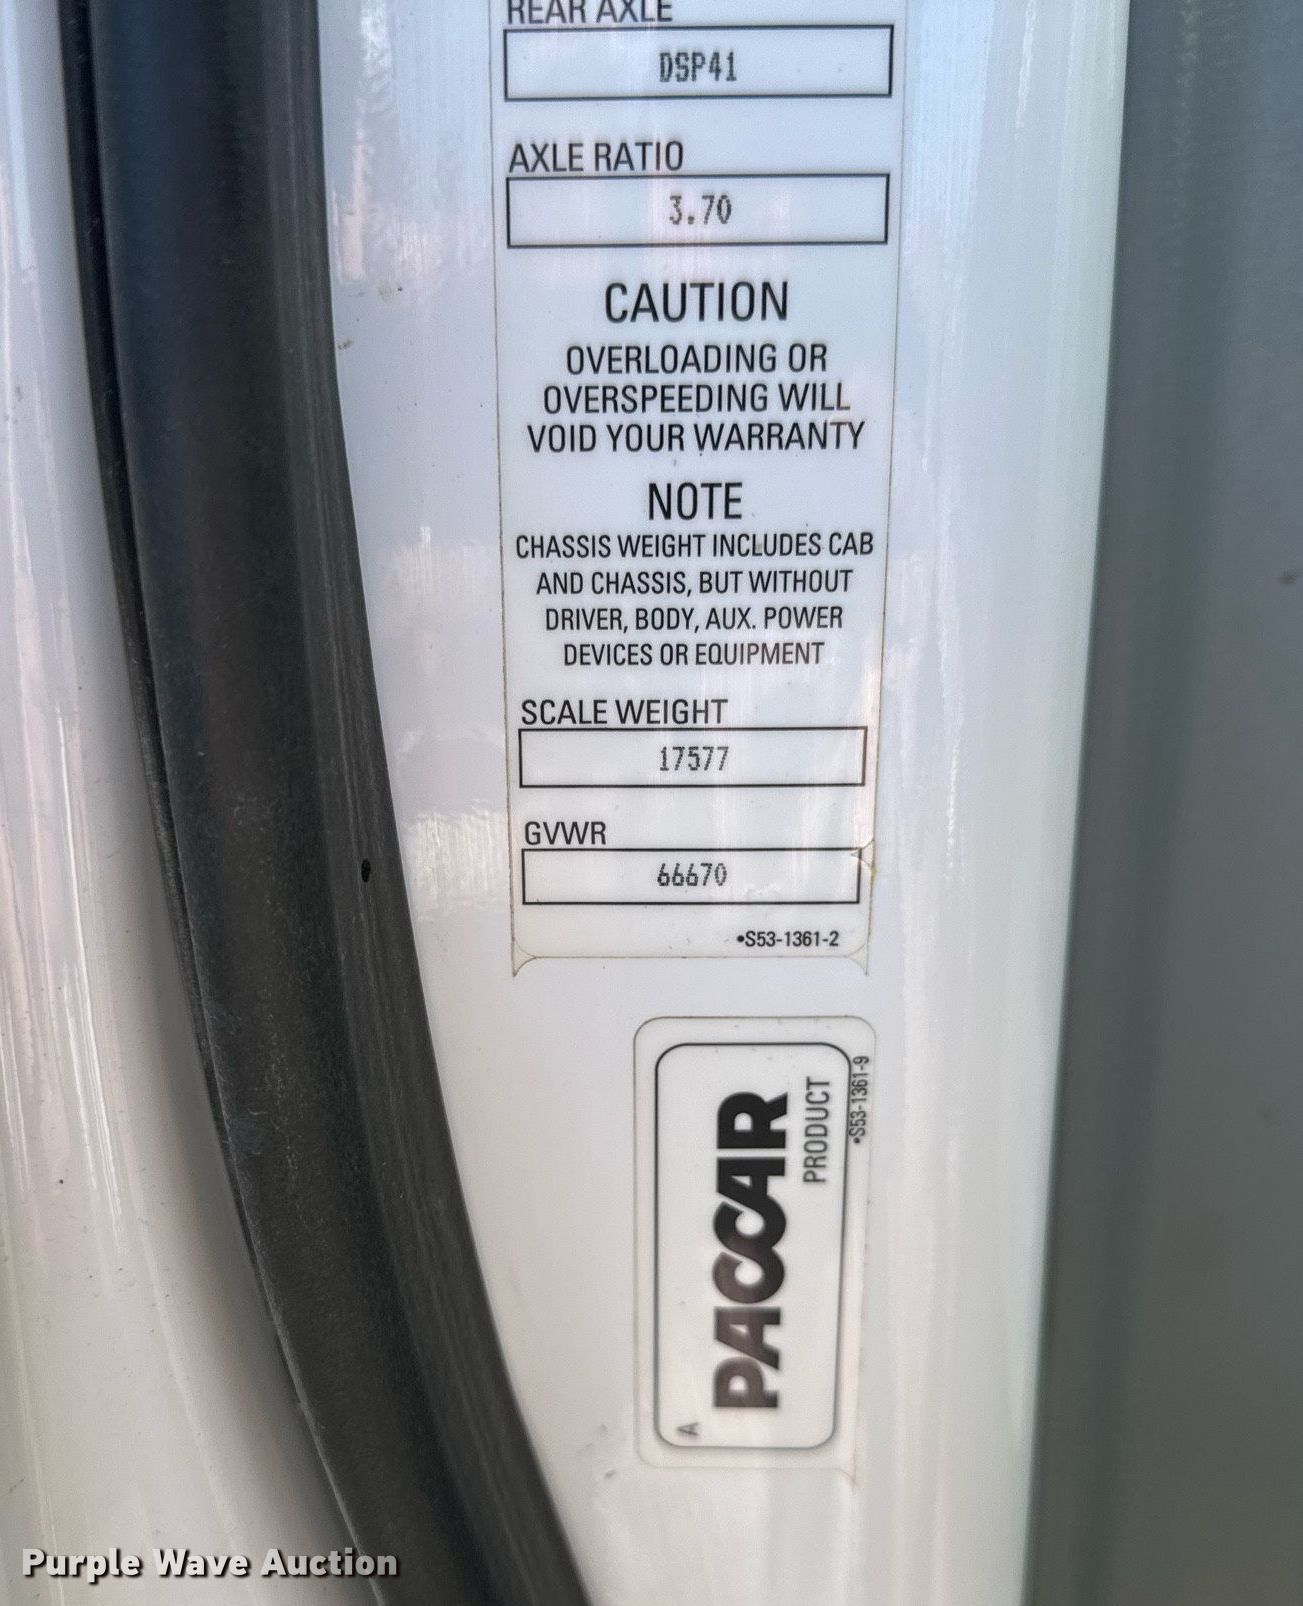 REAR AXLE
DSP41
AXLE RATIO
3.70
CAUTION
OVERLOADING OR
OVERSPEEDING WILL
VOID YOUR WARRANTY
NOTE
CHASSIS WEIGHT INCLUDES CAB
AND CHASSIS, BUT WITHOUT
DRIVER, BODY, AUX. POWER
DEVICES OR EQUIPMENT
SCALE WEIGHT
17577
GVWR
66670
•S53-1361-2
PACCAR
PRODUCT
•S53-1361-9
A
Purple Wave Auction